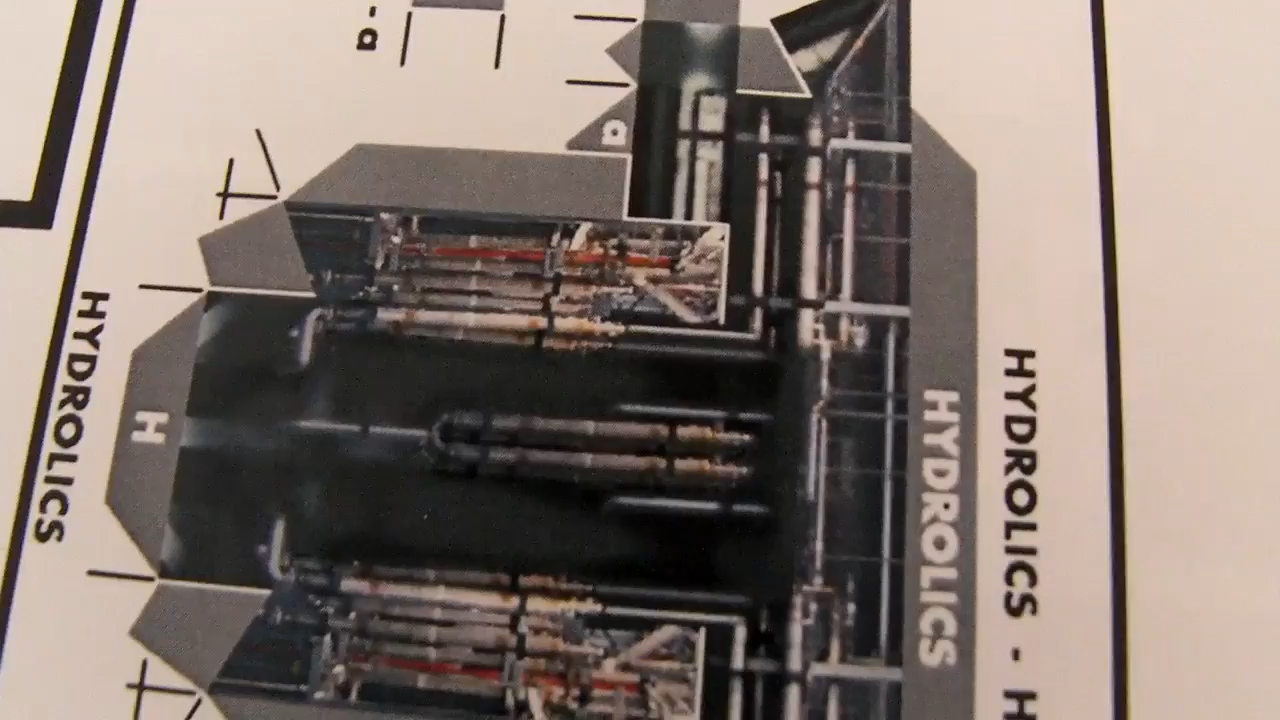 - a
a
HYDROLICS
H
HYDROLICS
HYDROLICS - H